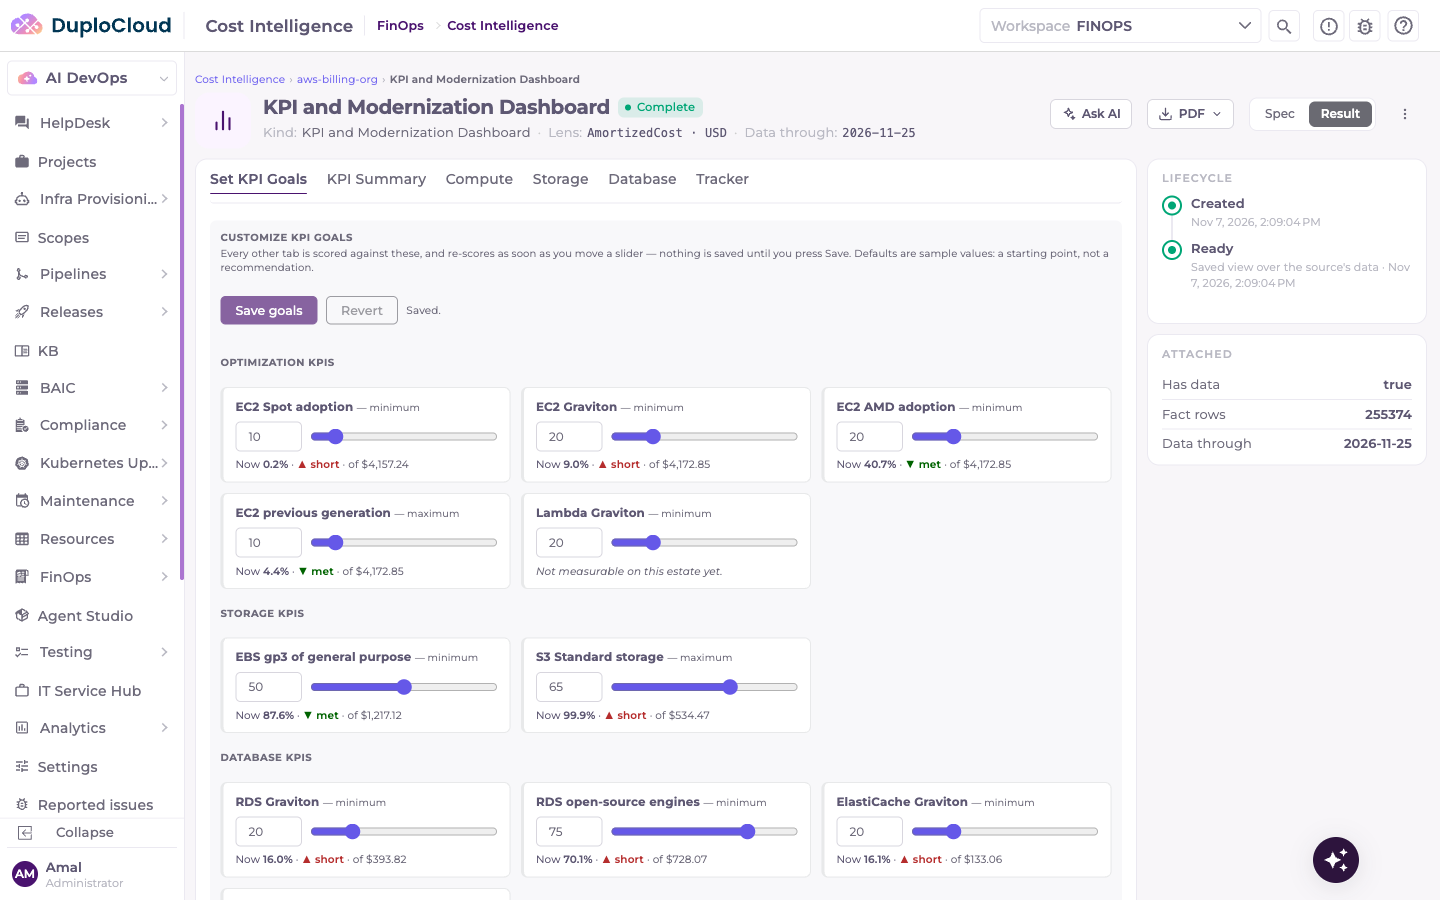 DuploCloud
Cost Intelligence
FinOps > Cost Intelligence
Workspace FINOPS
AI DevOps
HelpDesk
Projects
Infra Provisioni...
Scopes
Pipelines
Releases
KB
BAIC
Compliance
Kubernetes Up...
Maintenance
Resources
FinOps
Agent Studio
Testing
IT Service Hub
Analytics
Settings
Reported issues
Collapse
AM
Amal
Administrator
Cost Intelligence › aws-billing-org › KPI and Modernization Dashboard
KPI and Modernization Dashboard
Complete
Kind: KPI and Modernization Dashboard · Lens: AmortizedCost · USD · Data through: 2026-11-25
Ask AI
PDF
Spec
Result
Set KPI Goals
KPI Summary
Compute
Storage
Database
Tracker
CUSTOMIZE KPI GOALS
Every other tab is scored against these, and re-scores as soon as you move a slider — nothing is saved until you press Save. Defaults are sample values: a starting point, not a
recommendation.
Save goals
Revert
Saved.
OPTIMIZATION KPIS
EC2 Spot adoption — minimum
10
Now 0.2% · ▲ short · of $4,157.24
EC2 Graviton — minimum
20
Now 9.0% · ▲ short · of $4,172.85
EC2 AMD adoption — minimum
20
Now 40.7% · ▼ met · of $4,172.85
EC2 previous generation — maximum
10
Now 4.4% · ▼ met · of $4,172.85
Lambda Graviton — minimum
20
Not measurable on this estate yet.
STORAGE KPIS
EBS gp3 of general purpose — minimum
50
Now 87.6% · ▼ met · of $1,217.12
S3 Standard storage — maximum
65
Now 99.9% · ▲ short · of $534.47
DATABASE KPIS
RDS Graviton — minimum
20
Now 16.0% · ▲ short · of $393.82
RDS open-source engines — minimum
75
Now 70.1% · ▲ short · of $728.07
ElastiCache Graviton — minimum
20
Now 16.1% · ▲ short · of $133.06
LIFECYCLE
Created
Nov 7, 2026, 2:09:04 PM
Ready
Saved view over the source's data · Nov
7, 2026, 2:09:04 PM
ATTACHED
Has data true
Fact rows 255374
Data through 2026-11-25